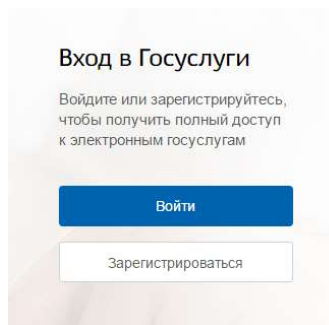 Вход в Госуслуги
Войдите или зарегистрируйтесь,
чтобы получить полный доступ
к электронным госуслугам
Войти
Зарегистрироваться